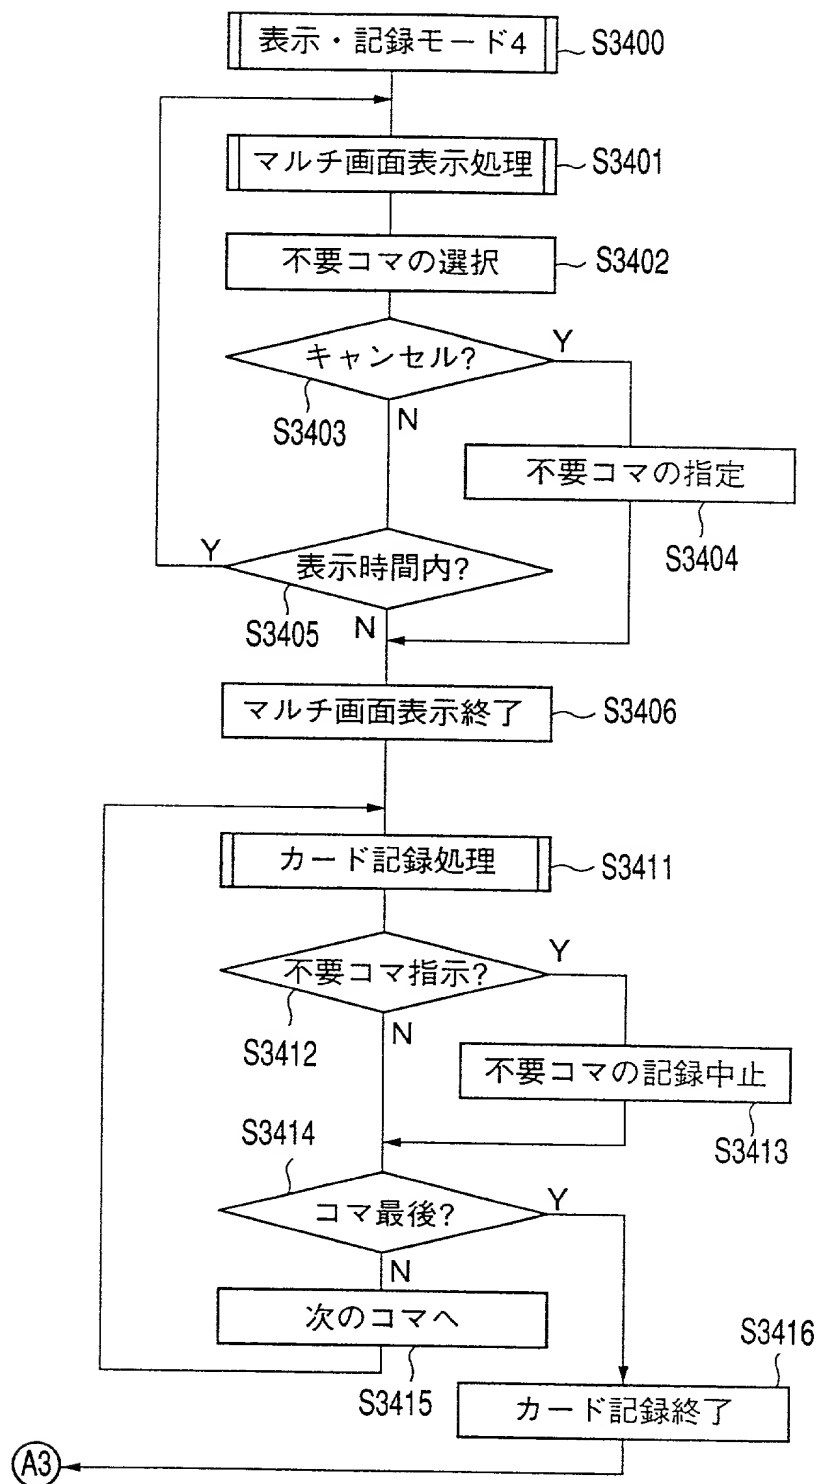 表示・記録モード4 S3400
マルチ画面表示処理 S3401
不要コマの選択 S3402
キャンセル? Y
S3403 N
不要コマの指定
S3404
Y 表示時間内?
S3405 N
マルチ画面表示終了 S3406
カード記録処理 S3411
不要コマ指示? Y
S3412 N
不要コマの記録中止
S3413
S3414
コマ最後? Y
N
次のコマへ
S3415
S3416
カード記録終了
A3